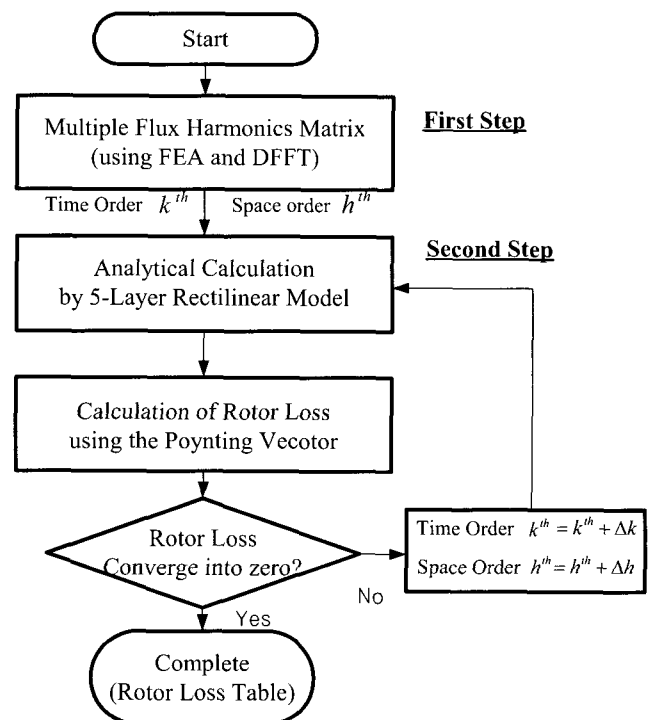 Start
Multiple Flux Harmonics Matrix
(using FEA and DFFT)
First Step
Time Order k^th Space order h^th
Second Step
Analytical Calculation
by 5-Layer Rectilinear Model
Calculation of Rotor Loss
using the Poynting Vecotor
Rotor Loss
Converge into zero?
Time Order k^th = k^th + Δk
Space Order h^th = h^th + Δh
No
Yes
Complete
(Rotor Loss Table)